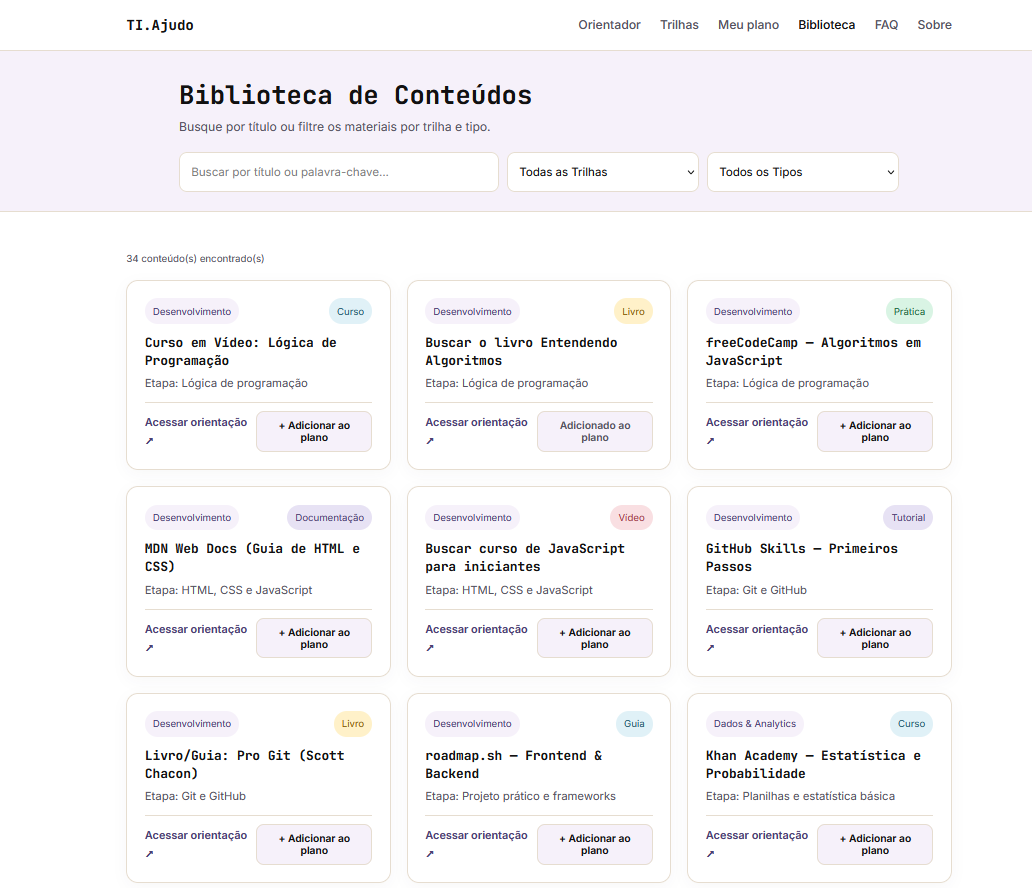 TI.Ajudo
Orientador Trilhas Meu plano Biblioteca FAQ Sobre
Biblioteca de Conteúdos
Busque por título ou filtre os materiais por trilha e tipo.
Buscar por título ou palavra-chave...
Todas as Trilhas
Todos os Tipos
34 conteúdo(s) encontrado(s)
Desenvolvimento
Curso
Curso em Vídeo: Lógica de
Programação
Etapa: Lógica de programação
Acessar orientação
↗
+ Adicionar ao
plano
Desenvolvimento
Livro
Buscar o livro Entendendo
Algoritmos
Etapa: Lógica de programação
Acessar orientação
↗
Adicionado ao
plano
Desenvolvimento
Prática
freeCodeCamp — Algoritmos em
JavaScript
Etapa: Lógica de programação
Acessar orientação
↗
+ Adicionar ao
plano
Desenvolvimento
Documentação
MDN Web Docs (Guia de HTML e
CSS)
Etapa: HTML, CSS e JavaScript
Acessar orientação
↗
+ Adicionar ao
plano
Desenvolvimento
Vídeo
Buscar curso de JavaScript
para iniciantes
Etapa: HTML, CSS e JavaScript
Acessar orientação
↗
+ Adicionar ao
plano
Desenvolvimento
Tutorial
GitHub Skills — Primeiros
Passos
Etapa: Git e GitHub
Acessar orientação
↗
+ Adicionar ao
plano
Desenvolvimento
Livro
Livro/Guia: Pro Git (Scott
Chacon)
Etapa: Git e GitHub
Acessar orientação
↗
+ Adicionar ao
plano
Desenvolvimento
Guia
roadmap.sh — Frontend &
Backend
Etapa: Projeto prático e frameworks
Acessar orientação
↗
+ Adicionar ao
plano
Dados & Analytics
Curso
Khan Academy — Estatística e
Probabilidade
Etapa: Planilhas e estatística básica
Acessar orientação
↗
+ Adicionar ao
plano